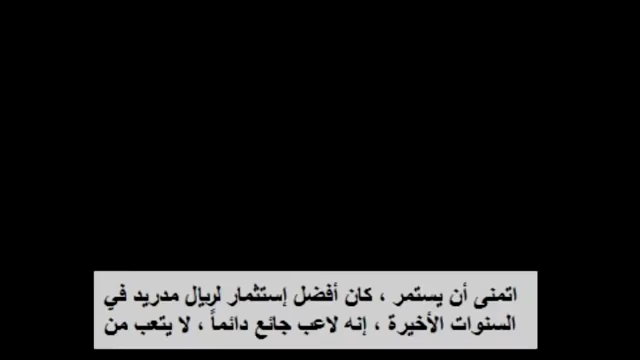 اتمنى أن يستمر ، كان أفضل إستثمار لريال مدريد في
السنوات الأخيرة ، إنه لاعب جائع دائماً ، لا يتعب من